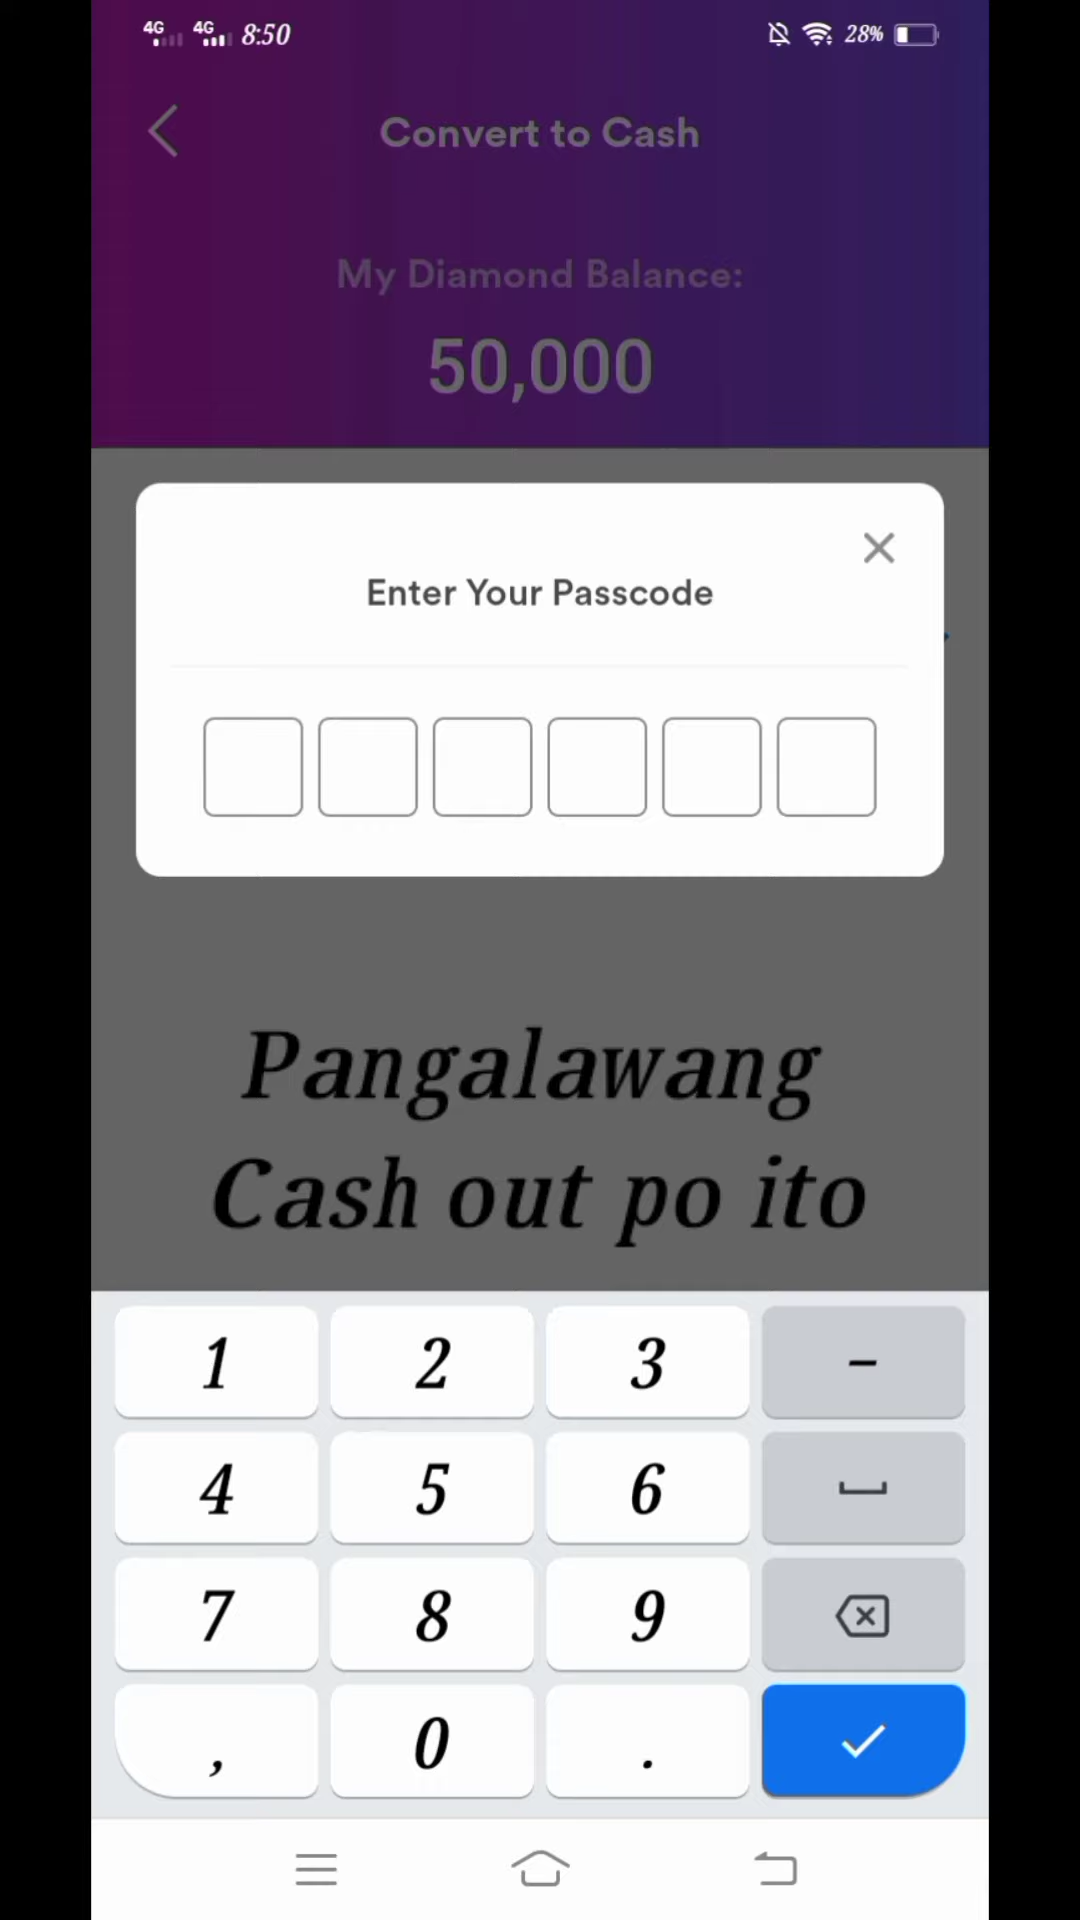 4G 4G 8:50 28%
Convert to Cash
My Diamond Balance:
50,000
Enter Your Passcode
Pangalawang
Cash out po ito
1 2 3 –
4 5 6
7 8 9
, 0 .